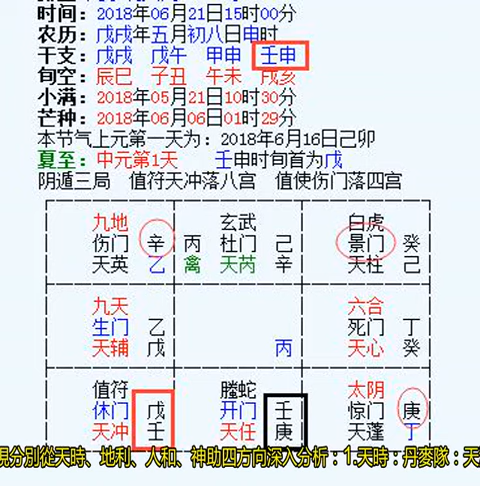 时间：2018年06月21日15时00分
农历：戊戌年五月初八日申时
干支：戊戌 戊午 甲申 壬申
旬空：辰巳 子丑 午未 戌亥
小满：2018年05月21日10时30分
芒种：2018年06月06日01时29分
本节气上元第一天为：2018年6月16日己卯
夏至：中元第1天 壬申时旬首为戊
阴遁三局 值符天冲落八宫 值使伤门落四宫
九地 玄武 白虎
伤门 辛 丙 杜门 己 景门 癸
天英 乙 禽 天芮 辛 天柱 己
九天 六合
生门 乙 死门 丁
天辅 戊 丙 天心 癸
值符 螣蛇 太阴
休门 戊 开门 壬 惊门 庚
天冲 壬 天任 庚 天蓬 丁
分別從天時、地利、人和、神助四方向深入分析：1.天時：丹麥隊：天